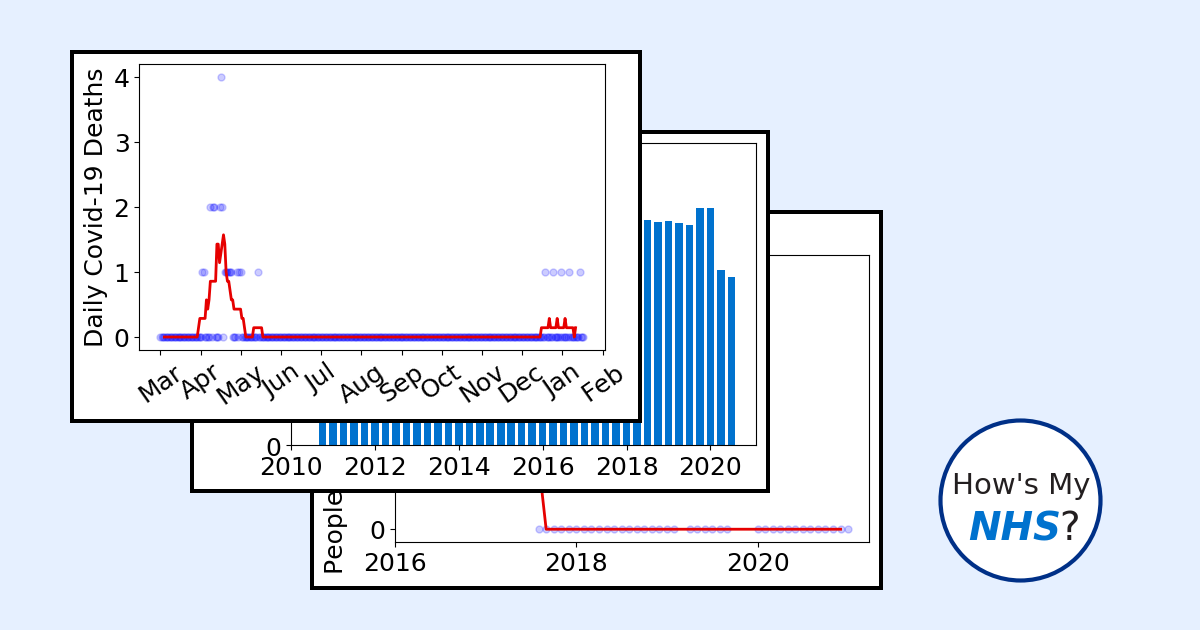 Daily Covid-19 Deaths
4
3
2
1
0
Mar Apr May Jun Jul Aug Sep Oct Nov Dec Jan Feb
0
2010 2012 2014 2016 2018 2020
People
0
2016 2018 2020
How's My
NHS?